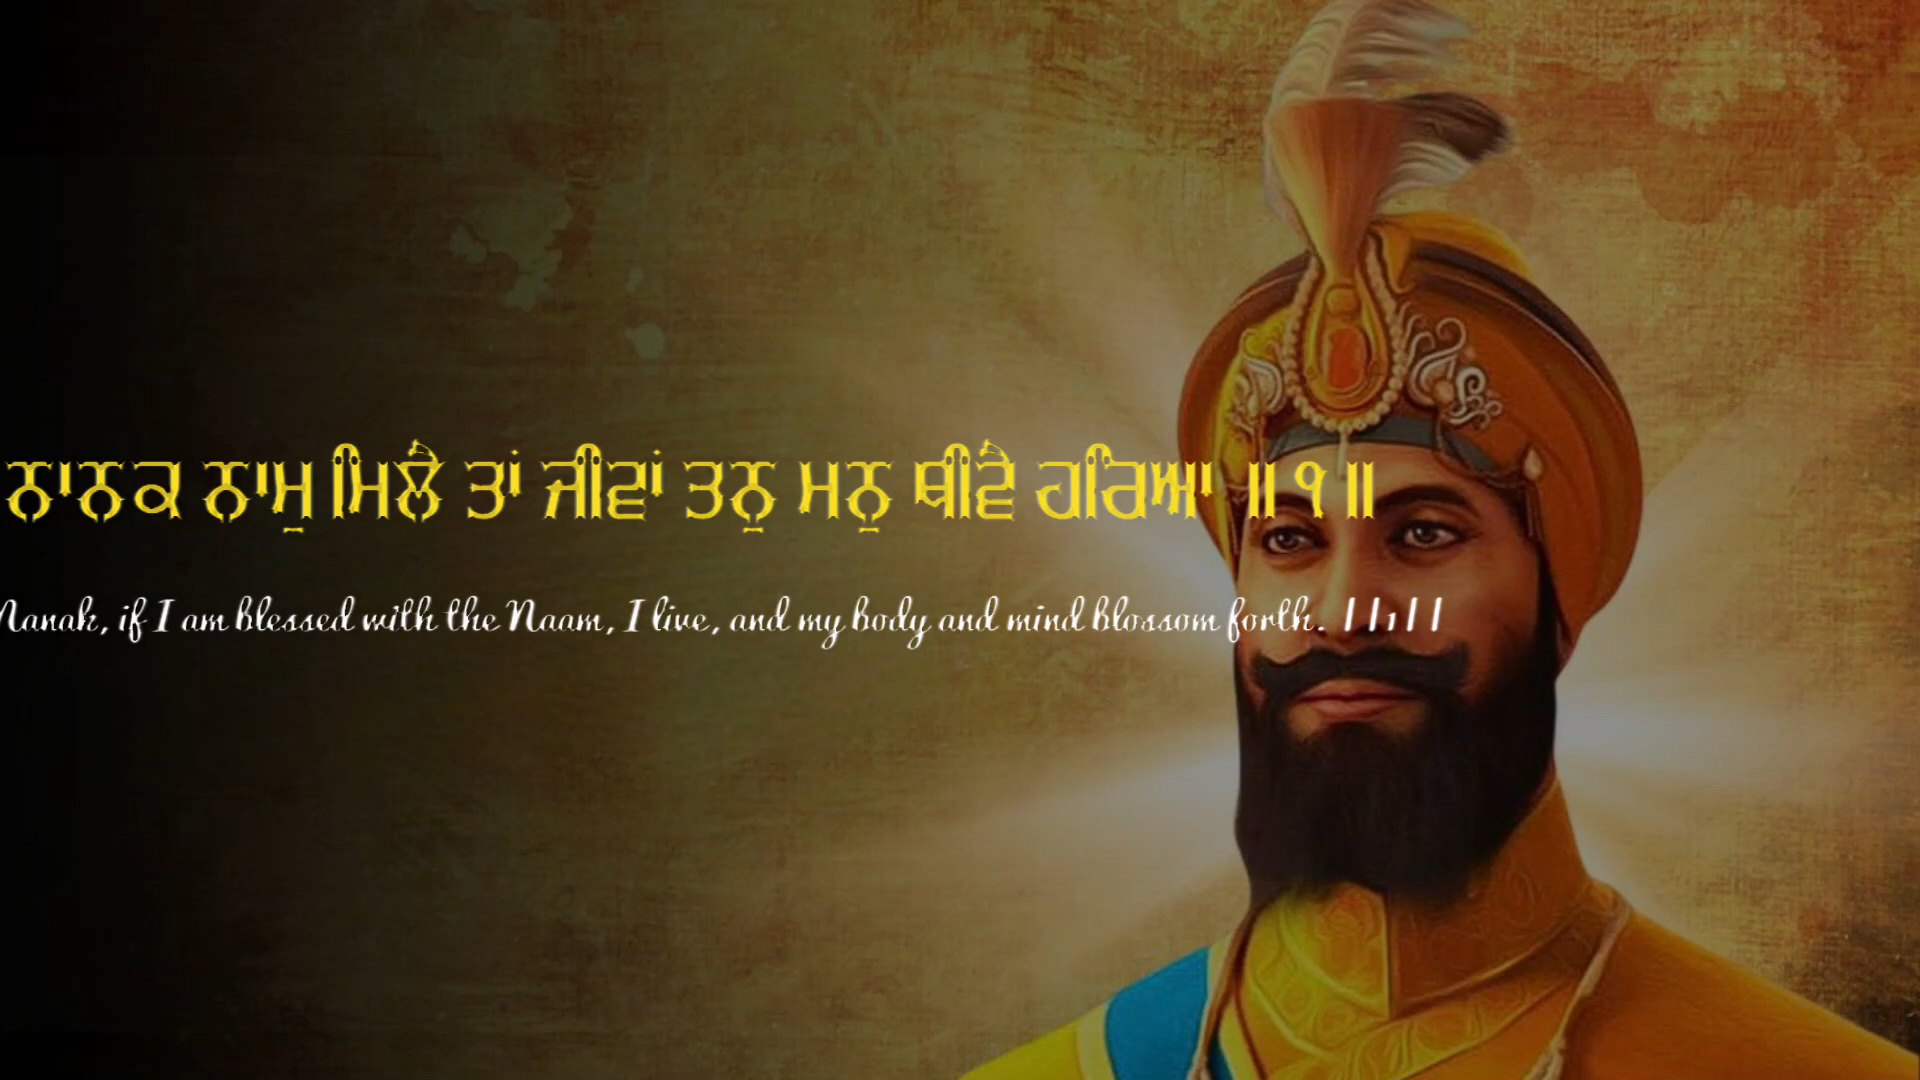 ਨਾਨਕ ਨਾਮੁ ਮਿਲੈ ਤਾਂ ਜੀਵਾਂ ਤਨੁ ਮਨੁ ਥੀਵੈ ਹਰਿਆ ॥੧॥
Nanak, if I am blessed with the Naam, I live, and my body and mind blossom forth. ||1||